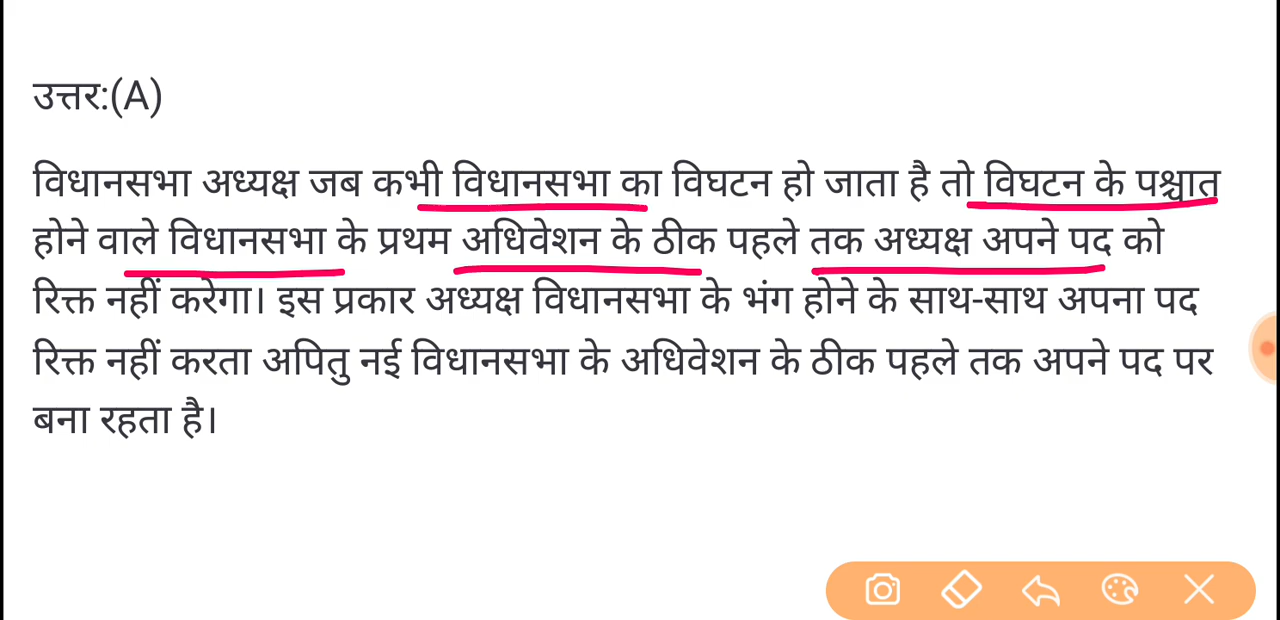 उत्तर:(A)
विधानसभा अध्यक्ष जब कभी विधानसभा का विघटन हो जाता है तो विघटन के पश्चात
होने वाले विधानसभा के प्रथम अधिवेशन के ठीक पहले तक अध्यक्ष अपने पद को
रिक्त नहीं करेगा। इस प्रकार अध्यक्ष विधानसभा के भंग होने के साथ-साथ अपना पद
रिक्त नहीं करता अपितु नई विधानसभा के अधिवेशन के ठीक पहले तक अपने पद पर
बना रहता है।